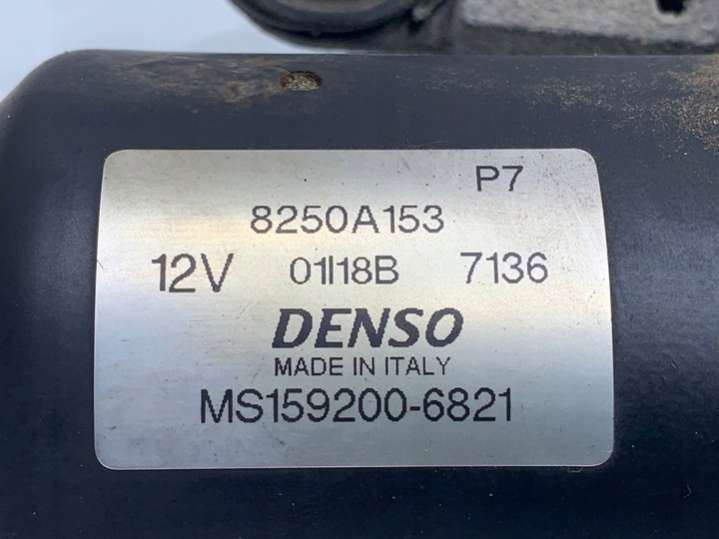 P7
8250A153
12V 01I18B 7136
DENSO
MADE IN ITALY
MS159200-6821